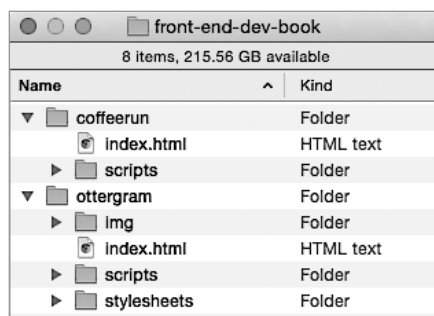 front-end-dev-book
8 items, 215.56 GB available
Name Kind
coffeerun Folder
index.html HTML text
scripts Folder
ottergram Folder
img Folder
index.html HTML text
scripts Folder
stylesheets Folder